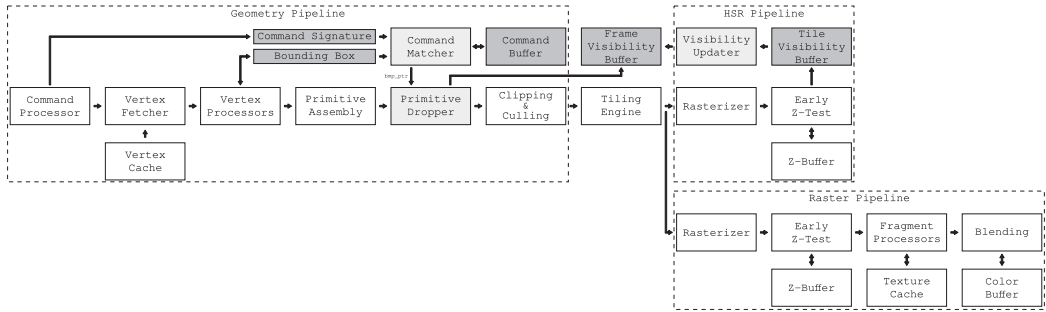 Geometry Pipeline
HSR Pipeline
Command Signature
Bounding Box
Command
Matcher
Command
Buffer
Frame
Visibility
Buffer
Visibility
Updater
Tile
Visibility
Buffer
bmp_ptr
Command
Processor
Vertex
Fetcher
Vertex
Processors
Primitive
Assembly
Primitive
Dropper
Clipping
&
Culling
Tiling
Engine
Rasterizer
Early
Z-Test
Vertex
Cache
Z-Buffer
Raster Pipeline
Rasterizer
Early
Z-Test
Fragment
Processors
Blending
Z-Buffer
Texture
Cache
Color
Buffer